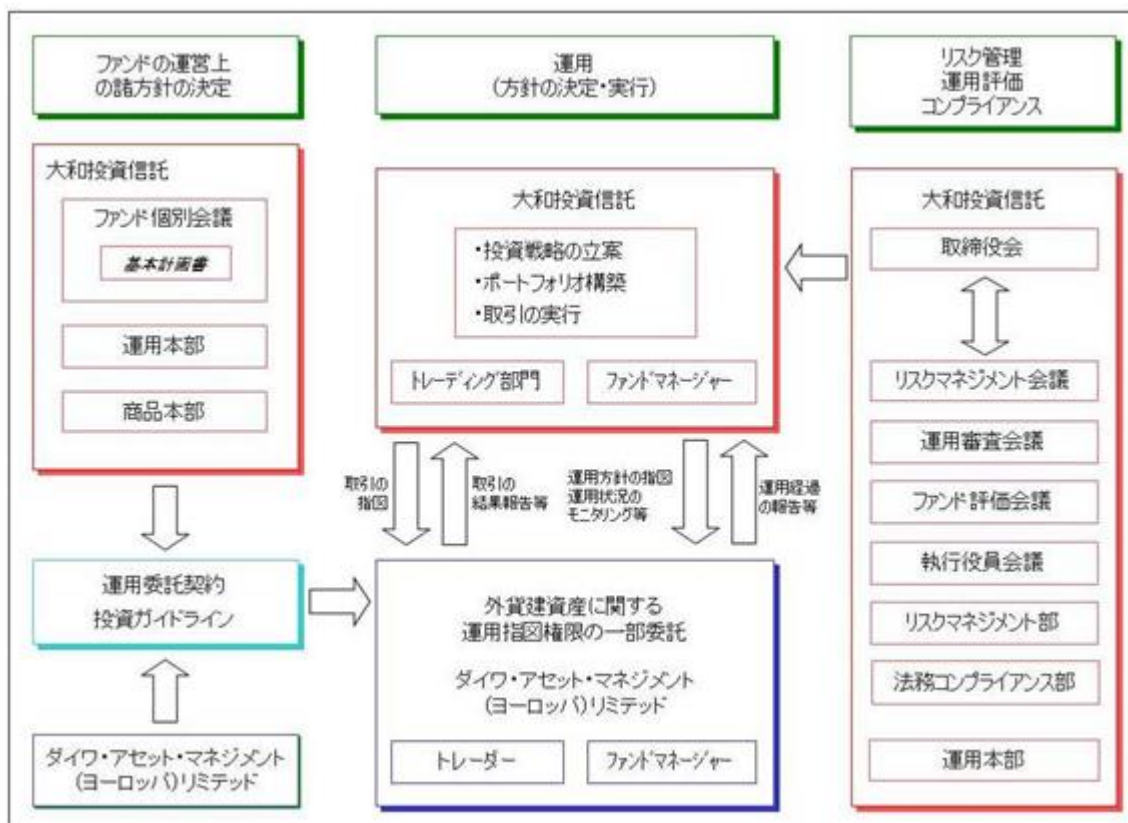 ファンドの運営上
の諸方針の決定
運用
(方針の決定・実行)
リスク管理
運用評価
コンプライアンス
大和投資信託
ファンド個別会議
基本計画書
運用本部
商品本部
大和投資信託
・投資戦略の立案
・ポートフォリオ構築
・取引の実行
トレーディング部門
ファンドマネージャー
大和投資信託
取締役会
リスクマネジメント会議
運用審査会議
ファンド評価会議
執行役員会議
リスクマネジメント部
法務コンプライアンス部
運用本部
取引の
指図
取引の
結果報告等
運用方針の指図
運用状況の
モニタリング等
運用経過
の報告等
運用委託契約
投資ガイドライン
外貨建資産に関する
運用指図権限の一部委託
ダイワ・アセット・マネジメント
(ヨーロッパ)リミテッド
トレーダー
ファンドマネージャー
ダイワ・アセット・マネジメント
(ヨーロッパ)リミテッド